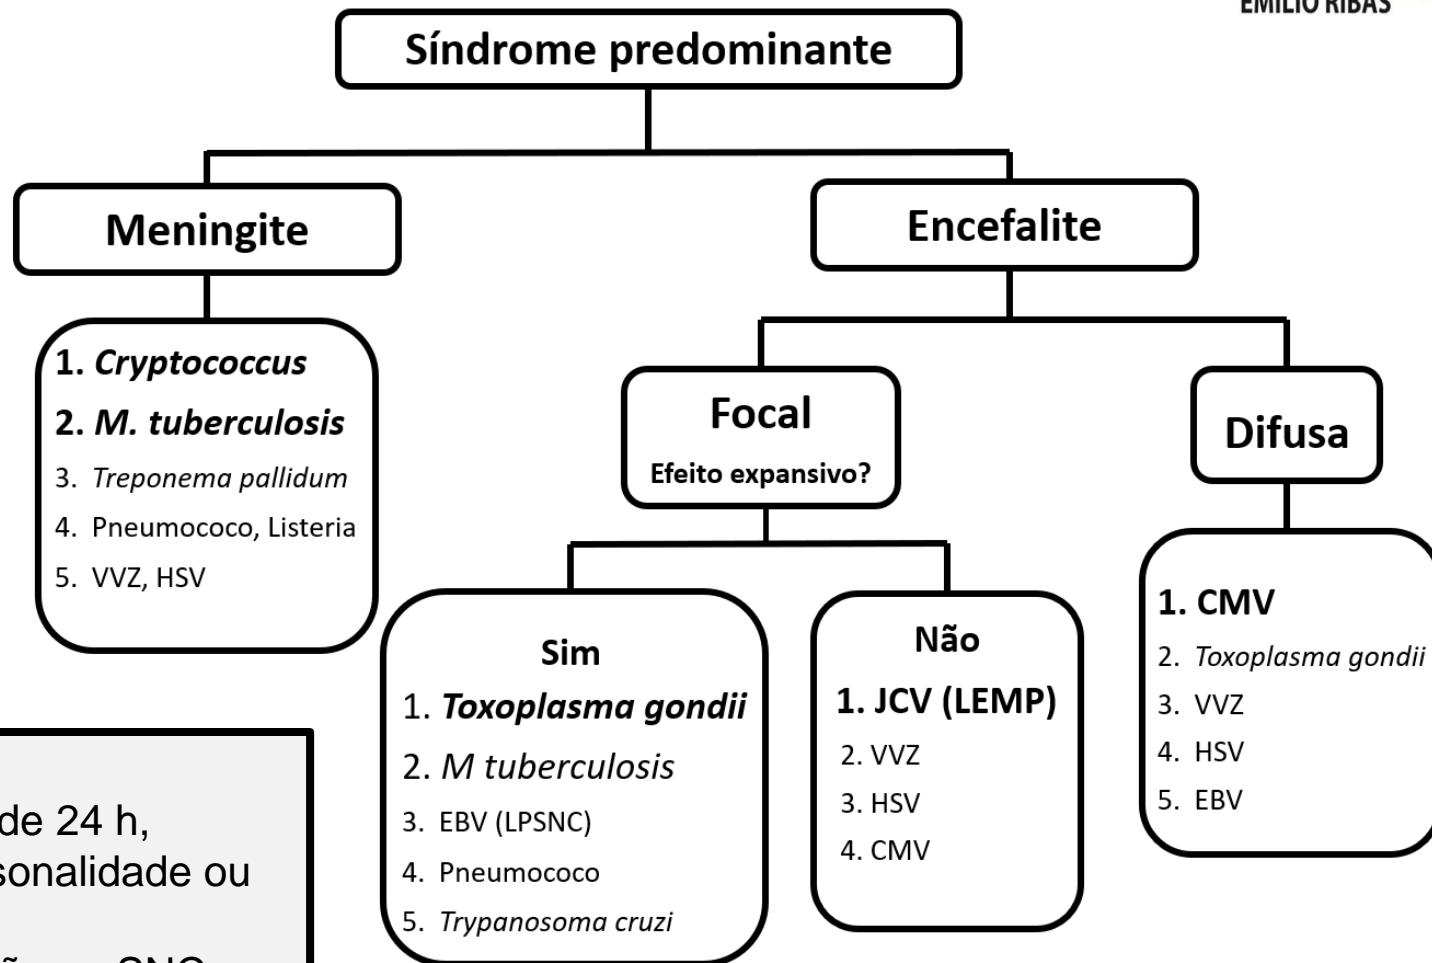 EMILIO RIBAS
Síndrome predominante
Meningite
Encefalite
1. Cryptococcus
2. M. tuberculosis
3. Treponema pallidum
4. Pneumococo, Listeria
5. VVZ, HSV
Focal
Efeito expansivo?
Difusa
Sim
1. Toxoplasma gondii
2. M tuberculosis
3. EBV (LPSNC)
4. Pneumococo
5. Trypanosoma cruzi
Não
1. JCV (LEMP)
2. VVZ
3. HSV
4. CMV
1. CMV
2. Toxoplasma gondii
3. VVZ
4. HSV
5. EBV
de 24 h,
sonalidade ou
SNC